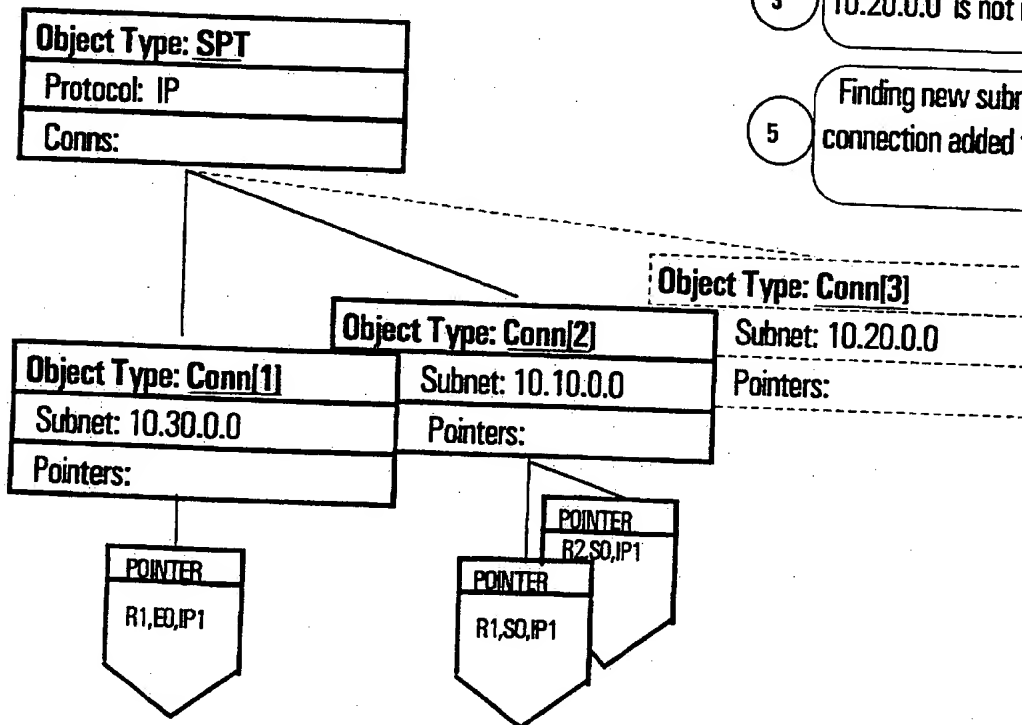 3
10.20.0.0 is not
Object Type: SPT
Protocol: IP
Conns:
5
Finding new
connection added
Object Type: Conn[3]
Subnet: 10.20.0.0
Pointers:
Object Type: Conn[2]
Subnet: 10.10.0.0
Pointers:
Object Type: Conn[1]
Subnet: 10.30.0.0
Pointers:
POINTER
R2,S0,IP1
POINTER
R1,S0,IP1
POINTER
R1,E0,IP1